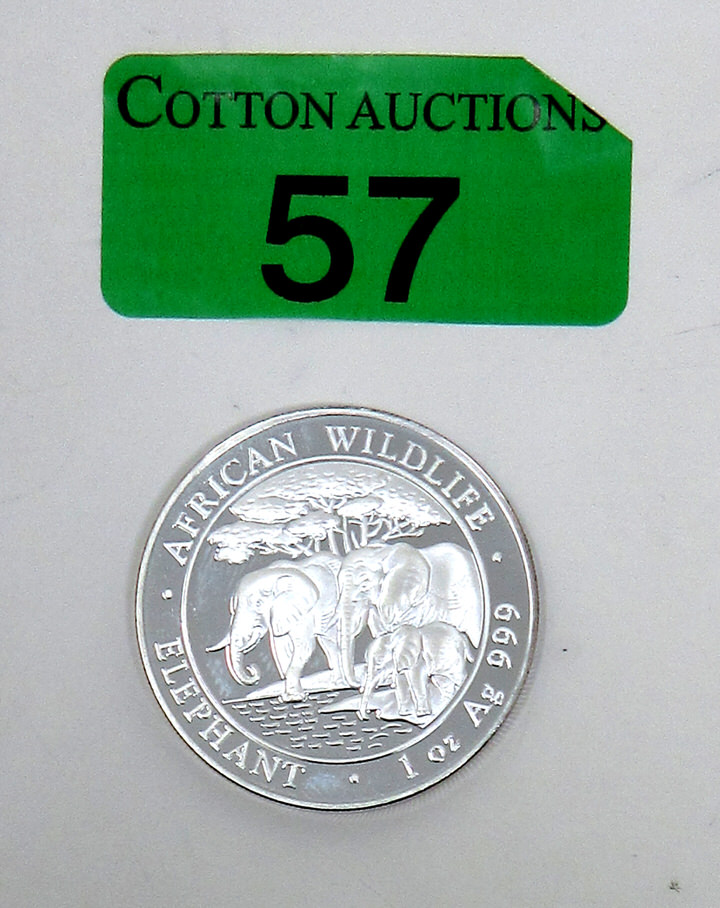 COTTON AUCTIONS
57
AFRICAN WILDLIFE
ELEPHANT
1 oz Ag 999